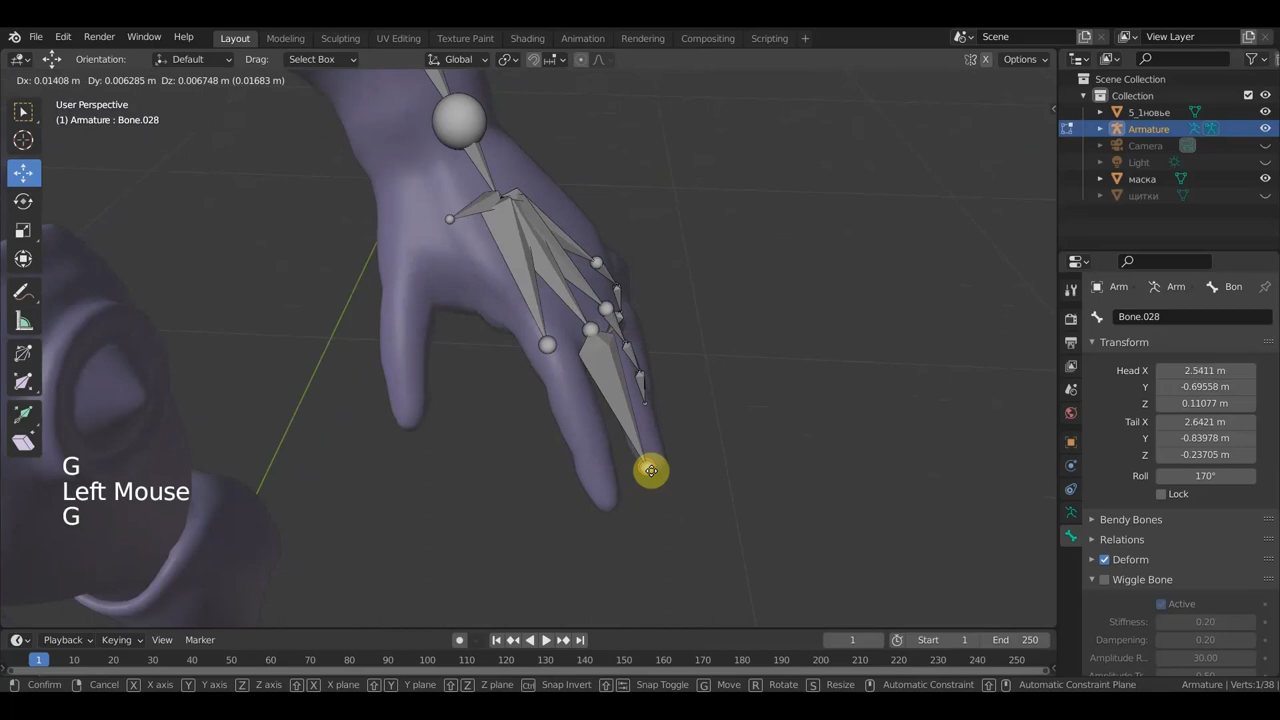 File Edit Render Window Help Layout Modeling Sculpting UV Editing Texture Paint Shading Animation Rendering Compositing Scripting + Scene View Layer
Orientation: Default Drag: Select Box Global X Options
Dx: 0.01408 m Dy: 0.006285 m Dz: 0.006748 m (0.01683 m)
User Perspective
(1) Armature : Bone.028
Scene Collection
Collection
5_1новье
Armature
Camera
Light
маска
щитки
Arm Arm Bon
Bone.028
Transform
Head X 2.5411 m
Y -0.69558 m
Z 0.11077 m
Tail X 2.6421 m
Y -0.83978 m
Z -0.23705 m
Roll 170°
Lock
Bendy Bones
Relations
Deform
Wiggle Bone
Active
Stiffness: 0.20
Dampening: 0.20
Amplitude R... 30.00
G
Left Mouse
G
Playback Keying View Marker 1 Start 1 End 250
1 10 20 30 40 50 60 70 80 90 100 110 120 130 140 150 160 170 180 190 200 210 220 230 240 250
Confirm Cancel X X axis Y Y axis Z Z axis X X plane Y Y plane Z Z plane Ctrl Snap Invert Snap Toggle G Move R Rotate S Resize Automatic Constraint Automatic Constraint Plane Armature | Verts:1/38 |